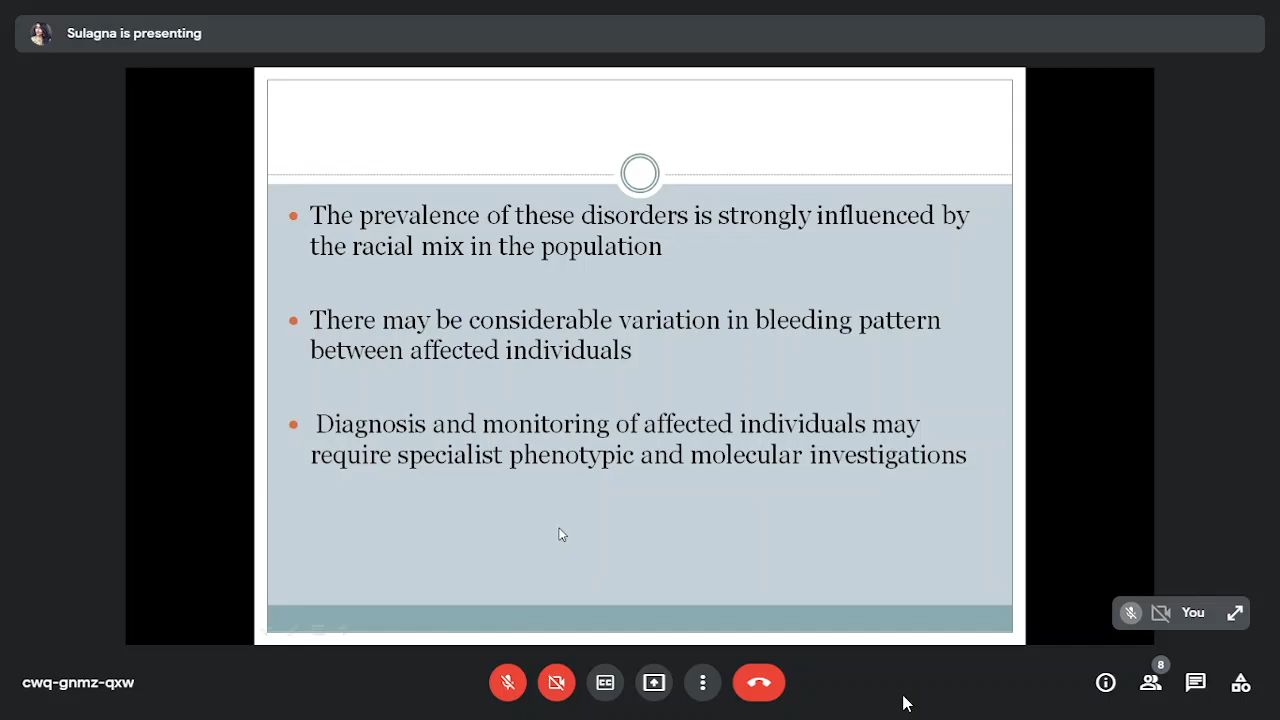 Sulagna is presenting
• The prevalence of these disorders is strongly influenced by
the racial mix in the population
• There may be considerable variation in bleeding pattern
between affected individuals
• Diagnosis and monitoring of affected individuals may
require specialist phenotypic and molecular investigations
You
8
cwq-gnmz-qxw
CC